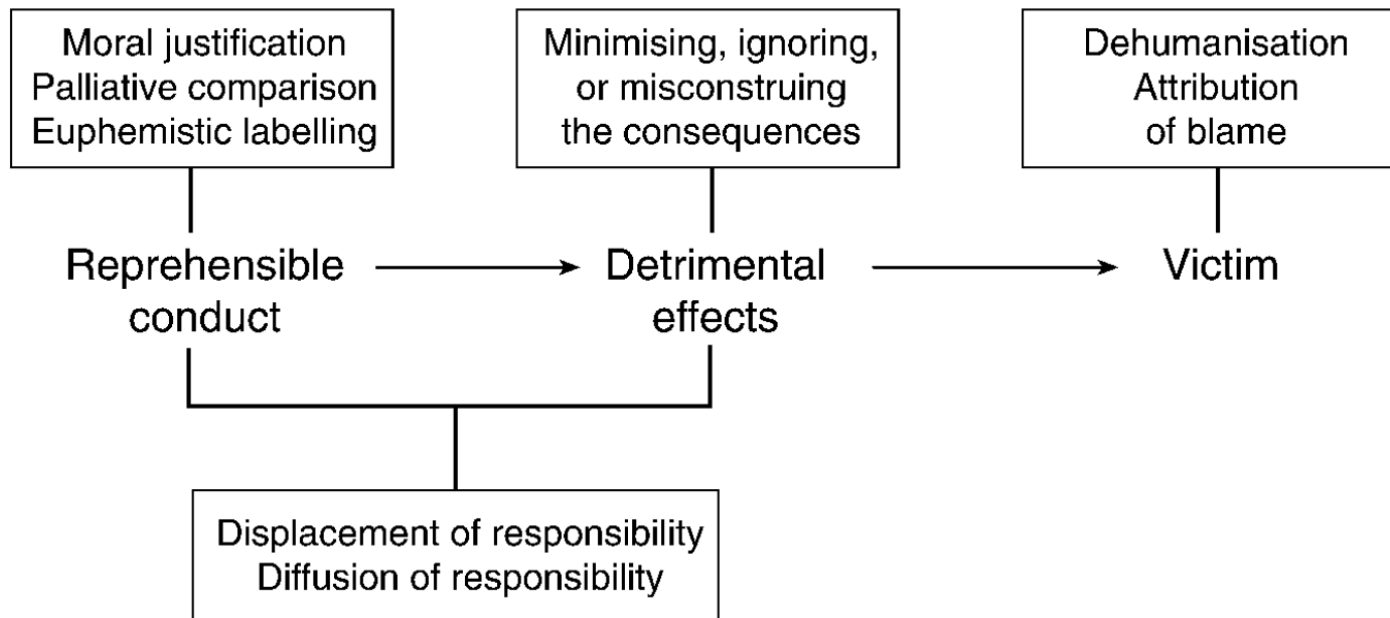 Moral justification
Palliative comparison
Euphemistic labelling
Minimising, ignoring,
or misconstruing
the consequences
Dehumanisation
Attribution
of blame
Reprehensible
conduct
Detrimental
effects
Victim
Displacement of responsibility
Diffusion of responsibility